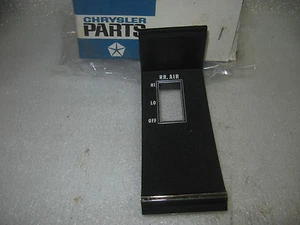 CHRYSLER
PARTS
RR. AIR
HI
LO
OFF